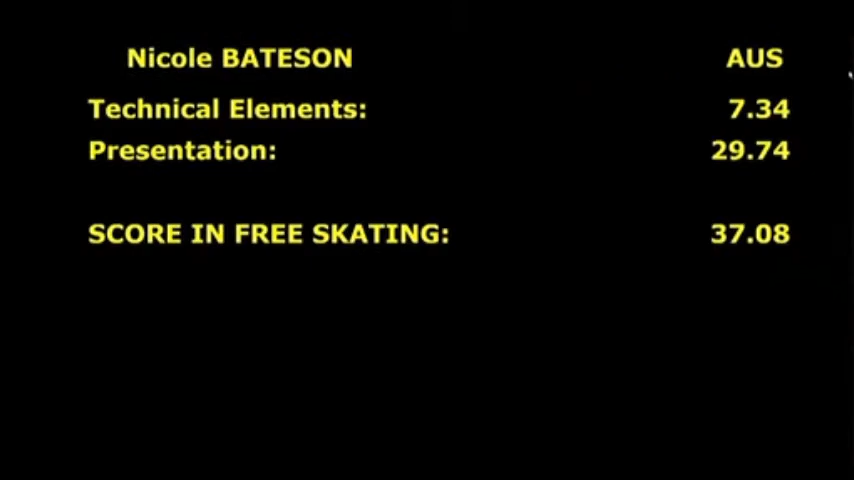 Nicole BATESON AUS
Technical Elements: 7.34
Presentation: 29.74
SCORE IN FREE SKATING: 37.08